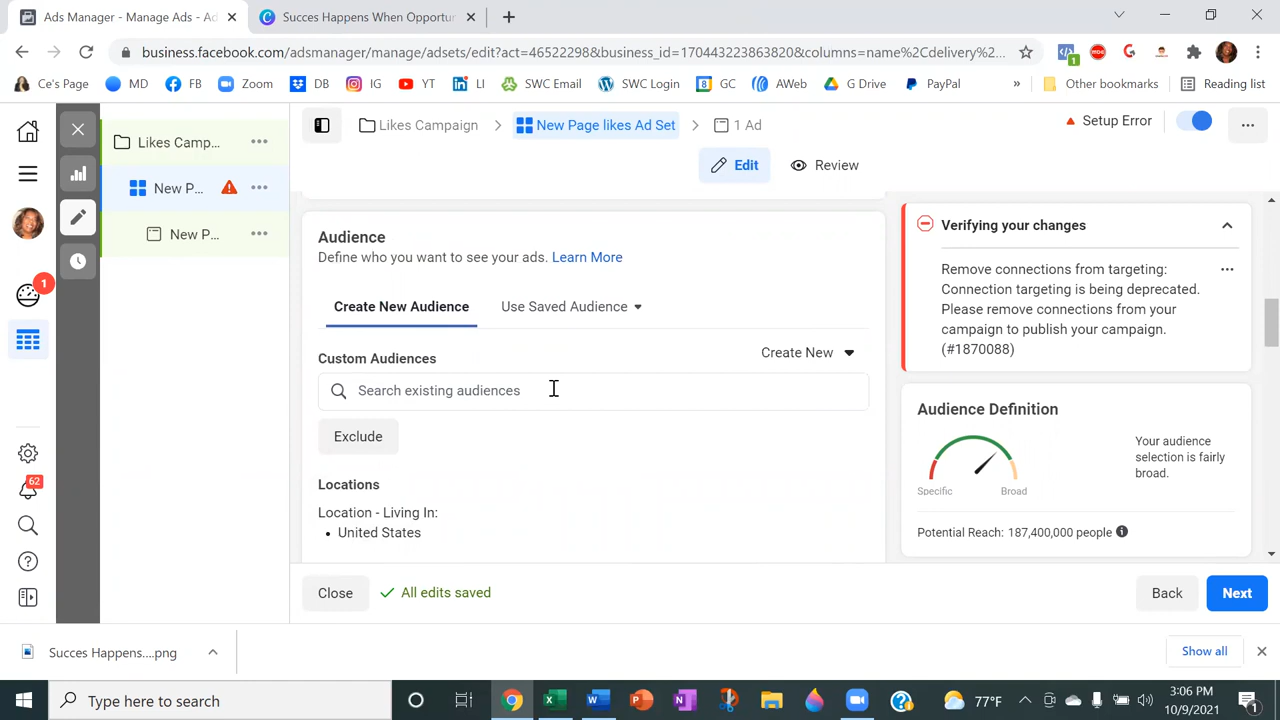 Ads Manager - Manage Ads - Ad
Succes Happens When Opportu
business.facebook.com/adsmanager/manage/adsets/edit?act=46522298&business_id=170443223863820&columns=name%2Cdelivery%2...
1
Ce's Page
MD
FB
Zoom
DB
IG
YT
LI
SWC Email
SWC Login
GC
AWeb
G Drive
PayPal
»
Other bookmarks
Reading list
Likes Campaign
New Page likes Ad Set
1 Ad
Setup Error
Likes Camp...
New P...
New P...
Edit
Review
Audience
Define who you want to see your ads. Learn More
Create New Audience
Use Saved Audience
Custom Audiences
Create New
Search existing audiences
Exclude
Locations
Location - Living In:
• United States
Verifying your changes
Remove connections from targeting:
Connection targeting is being deprecated.
Please remove connections from your
campaign to publish your campaign.
(#1870088)
Audience Definition
Your audience
selection is fairly
broad.
Specific
Broad
Potential Reach: 187,400,000 people
1
62
Close
All edits saved
Back
Next
Succes Happens....png
Show all
Type here to search
77°F
3:06 PM
10/9/2021
1